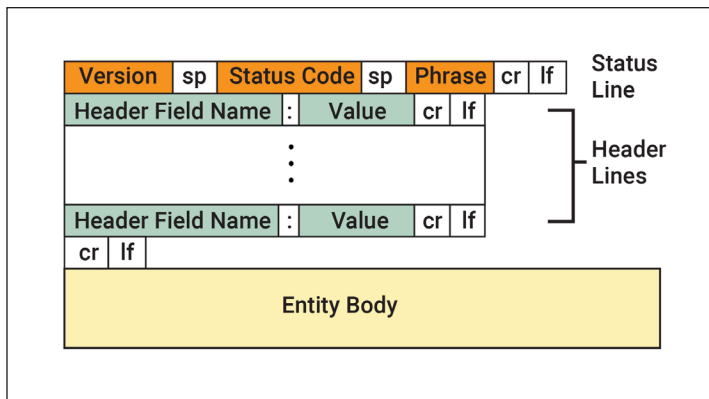 Version sp Status Code sp Phrase cr lf Status Line
Header Field Name : Value cr lf
Header Lines
Header Field Name : Value cr lf
cr lf
Entity Body